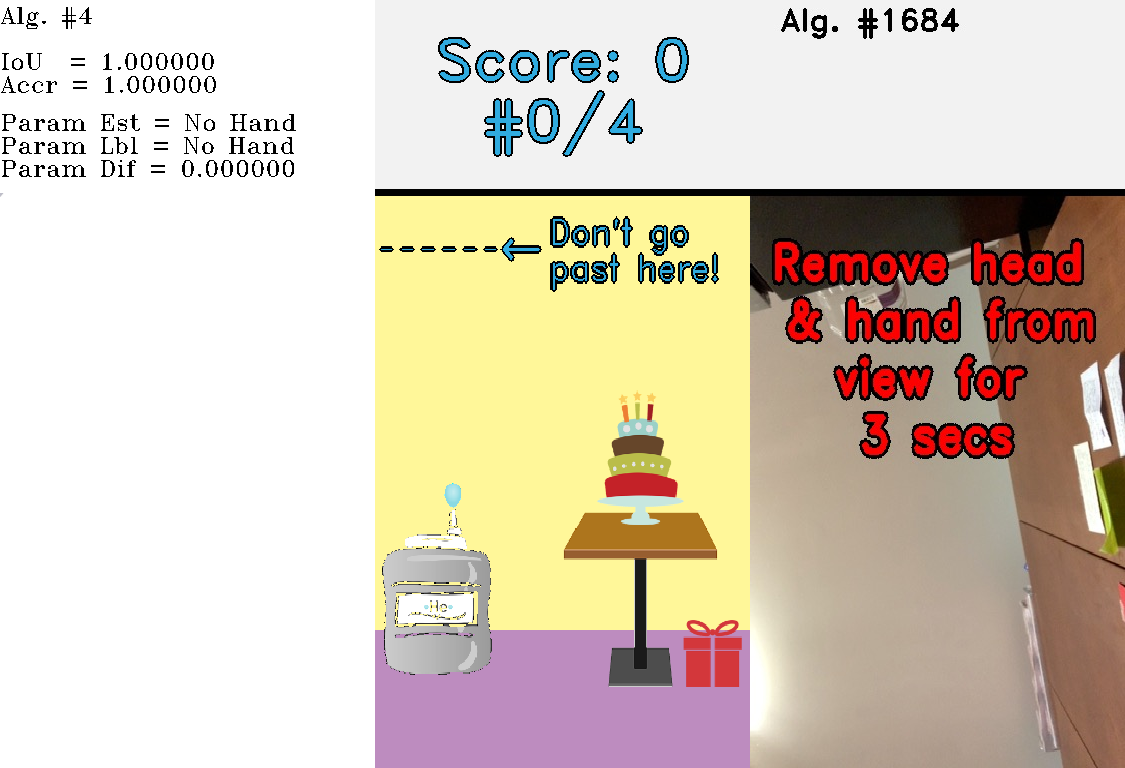 Alg. #4
IoU = 1.000000
Accr = 1.000000
Param Est = No Hand
Param Lbl = No Hand
Param Dif = 0.000000
Score: 0
#0/4
Alg. #1684
Don't go
past here!
Remove head
& hand from
view for
3 secs